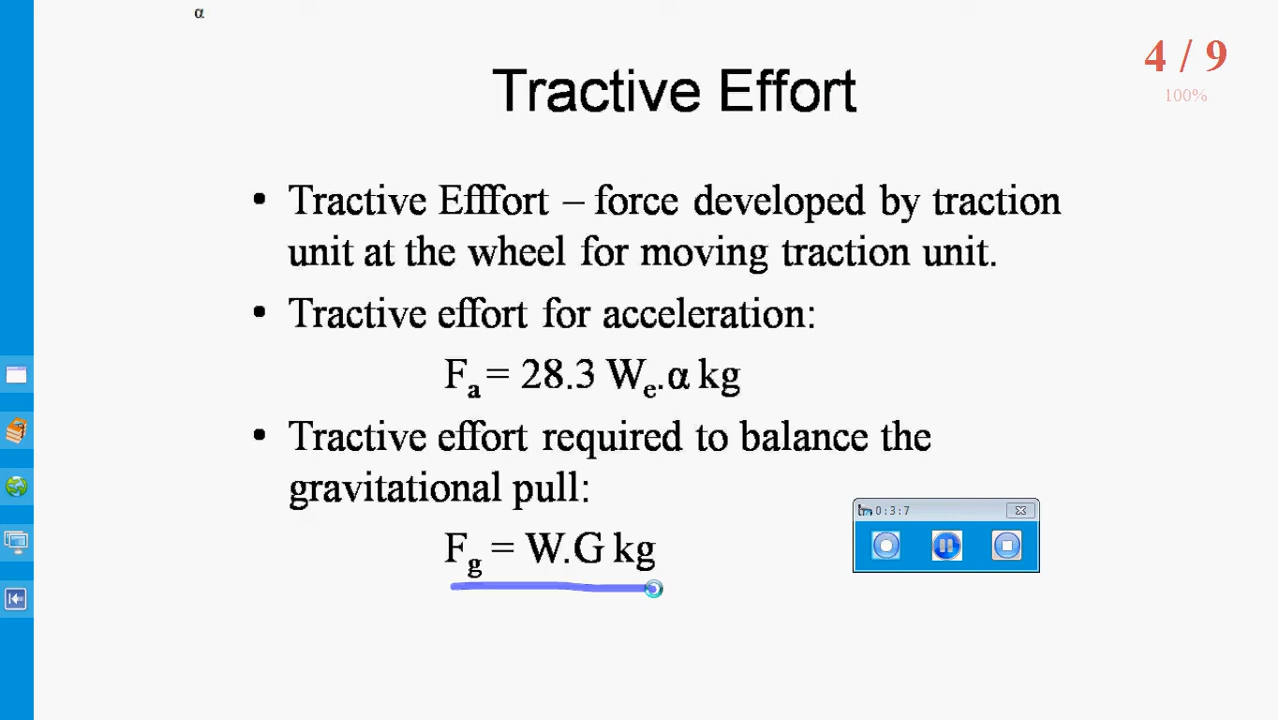 α
4 / 9
100%
Tractive Effort
• Tractive Efffort – force developed by traction
unit at the wheel for moving traction unit.
• Tractive effort for acceleration:
Fₐ = 28.3 Wₑ.α kg
• Tractive effort required to balance the
gravitational pull:
F_g = W.G kg
0:3:7